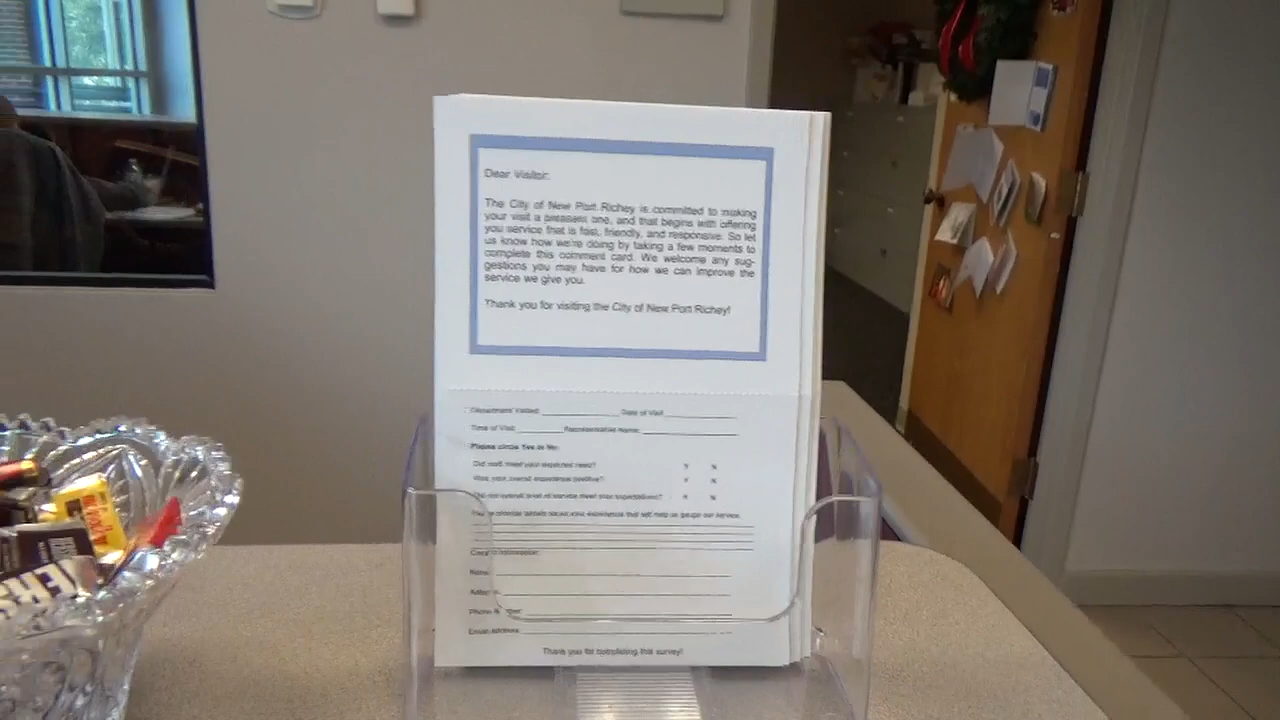 Dear Visitor:
The City of New Port Richey is committed to making
your visit a pleasant one, and that begins with offering
you service that is fast, friendly, and responsive. So let
us know how we're doing by taking a few moments to
complete this comment card. We welcome any sug-
gestions you may have for how we can improve the
service we give you.
Thank you for visiting the City of New Port Richey!
Department Visited: Date of Visit
Time of Visit Representative Name:
Please circle Yes or No:
Did we meet your expected need? Y N
Was your overall experience positive? Y N
Did our overall level of service meet your expectations? Y N
Contact Information:
Name
Address
Phone Number
Email address
Thank you for completing this survey!